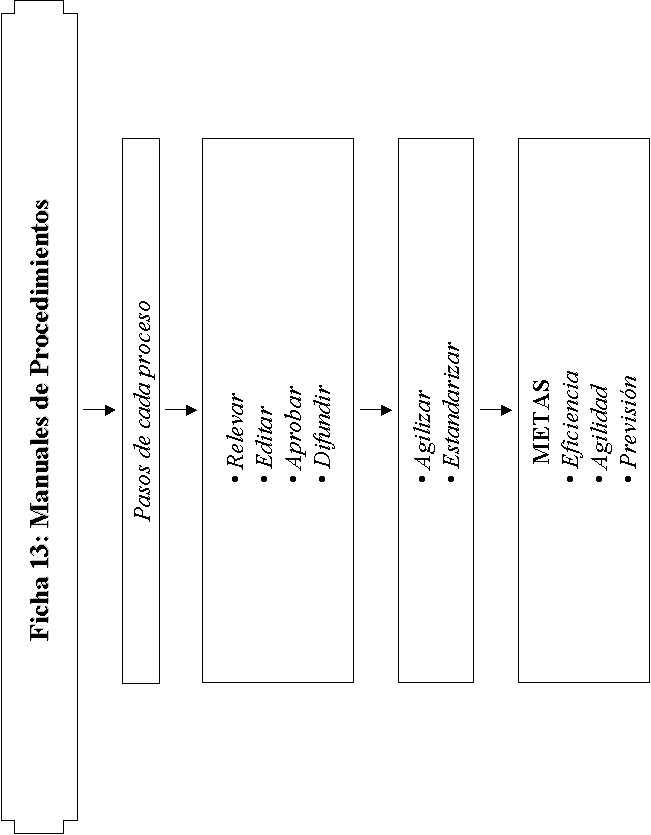 Ficha 13: Manuales de Procedimientos
Pasos de cada proceso
• Relevar
• Editar
• Aprobar
• Difundir
• Agilizar
• Estandarizar
METAS
• Eficiencia
• Agilidad
• Previsión